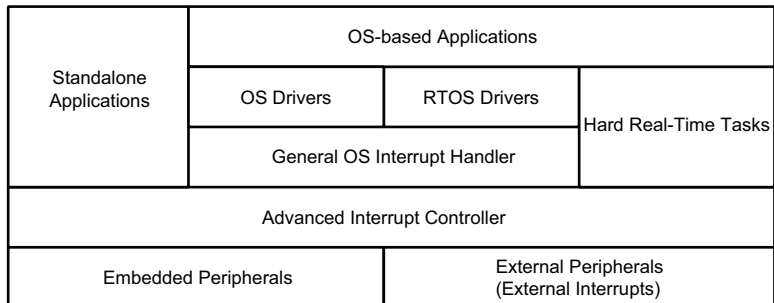 OS-based Applications
Standalone
Applications
OS Drivers
RTOS Drivers
Hard Real-Time Tasks
General OS Interrupt Handler
Advanced Interrupt Controller
Embedded Peripherals
External Peripherals
(External Interrupts)